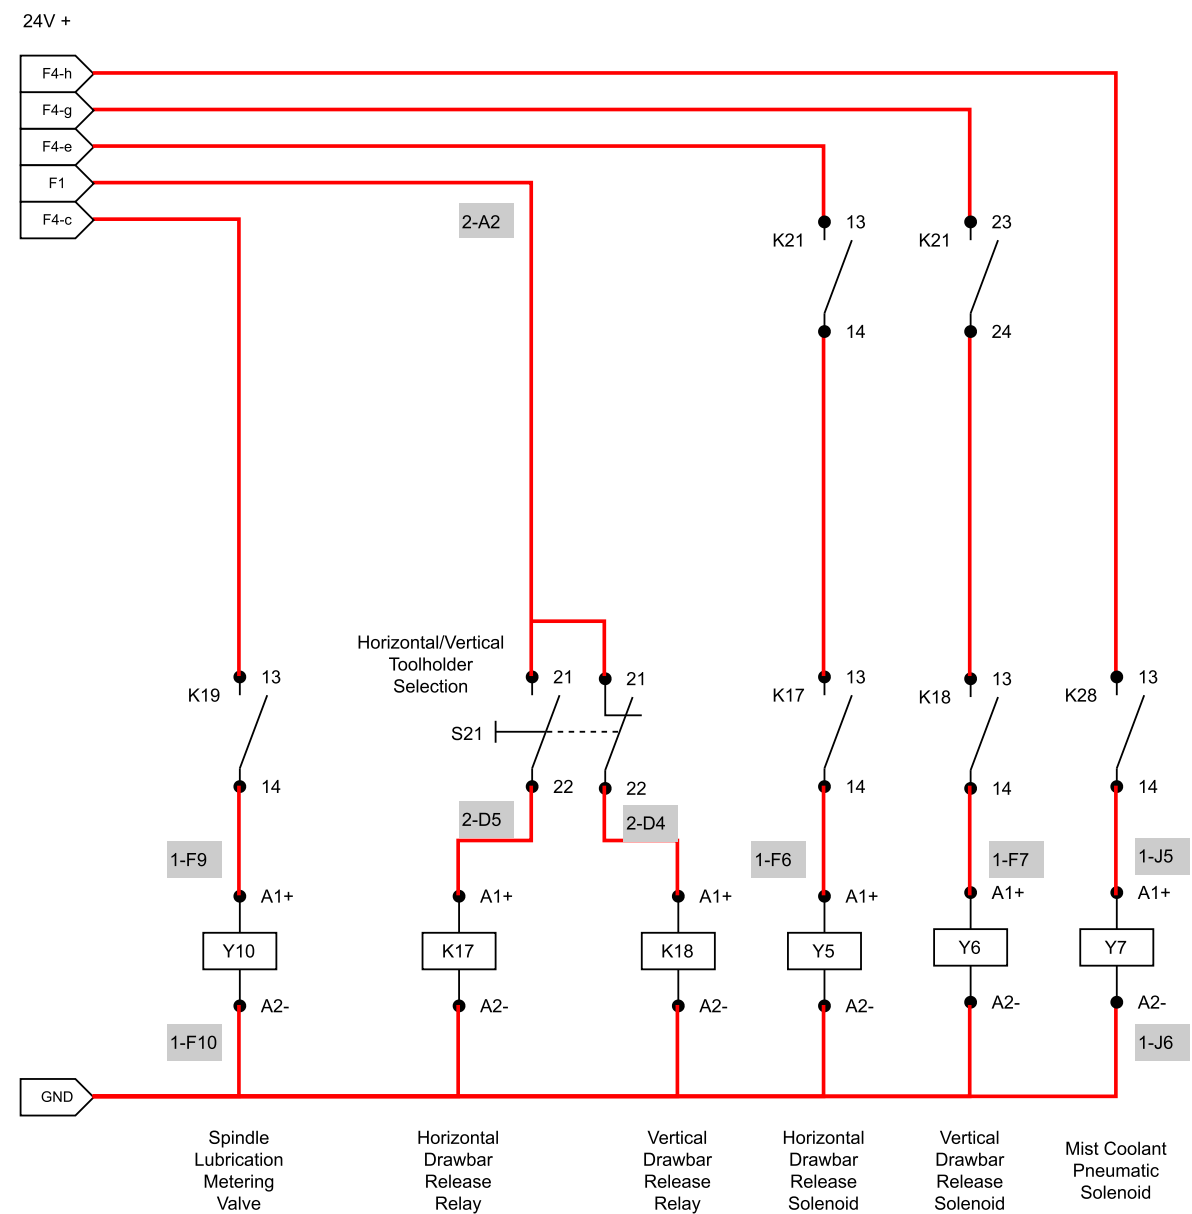 24V +
F4-h
F4-g
F4-e
F1
F4-c
2-A2
K21
13
14
K21
23
24
Horizontal/Vertical
Toolholder
Selection
K19
13
14
S21
21
22
21
22
K17
13
14
K18
13
14
K28
13
14
2-D5
2-D4
1-F9
1-F6
1-F7
1-J5
A1+
A1+
A1+
A1+
A1+
A1+
Y10
K17
K18
Y5
Y6
Y7
A2-
A2-
A2-
A2-
A2-
A2-
1-F10
1-J6
GND
Spindle
Lubrication
Metering
Valve
Horizontal
Drawbar
Release
Relay
Vertical
Drawbar
Release
Relay
Horizontal
Drawbar
Release
Solenoid
Vertical
Drawbar
Release
Solenoid
Mist Coolant
Pneumatic
Solenoid